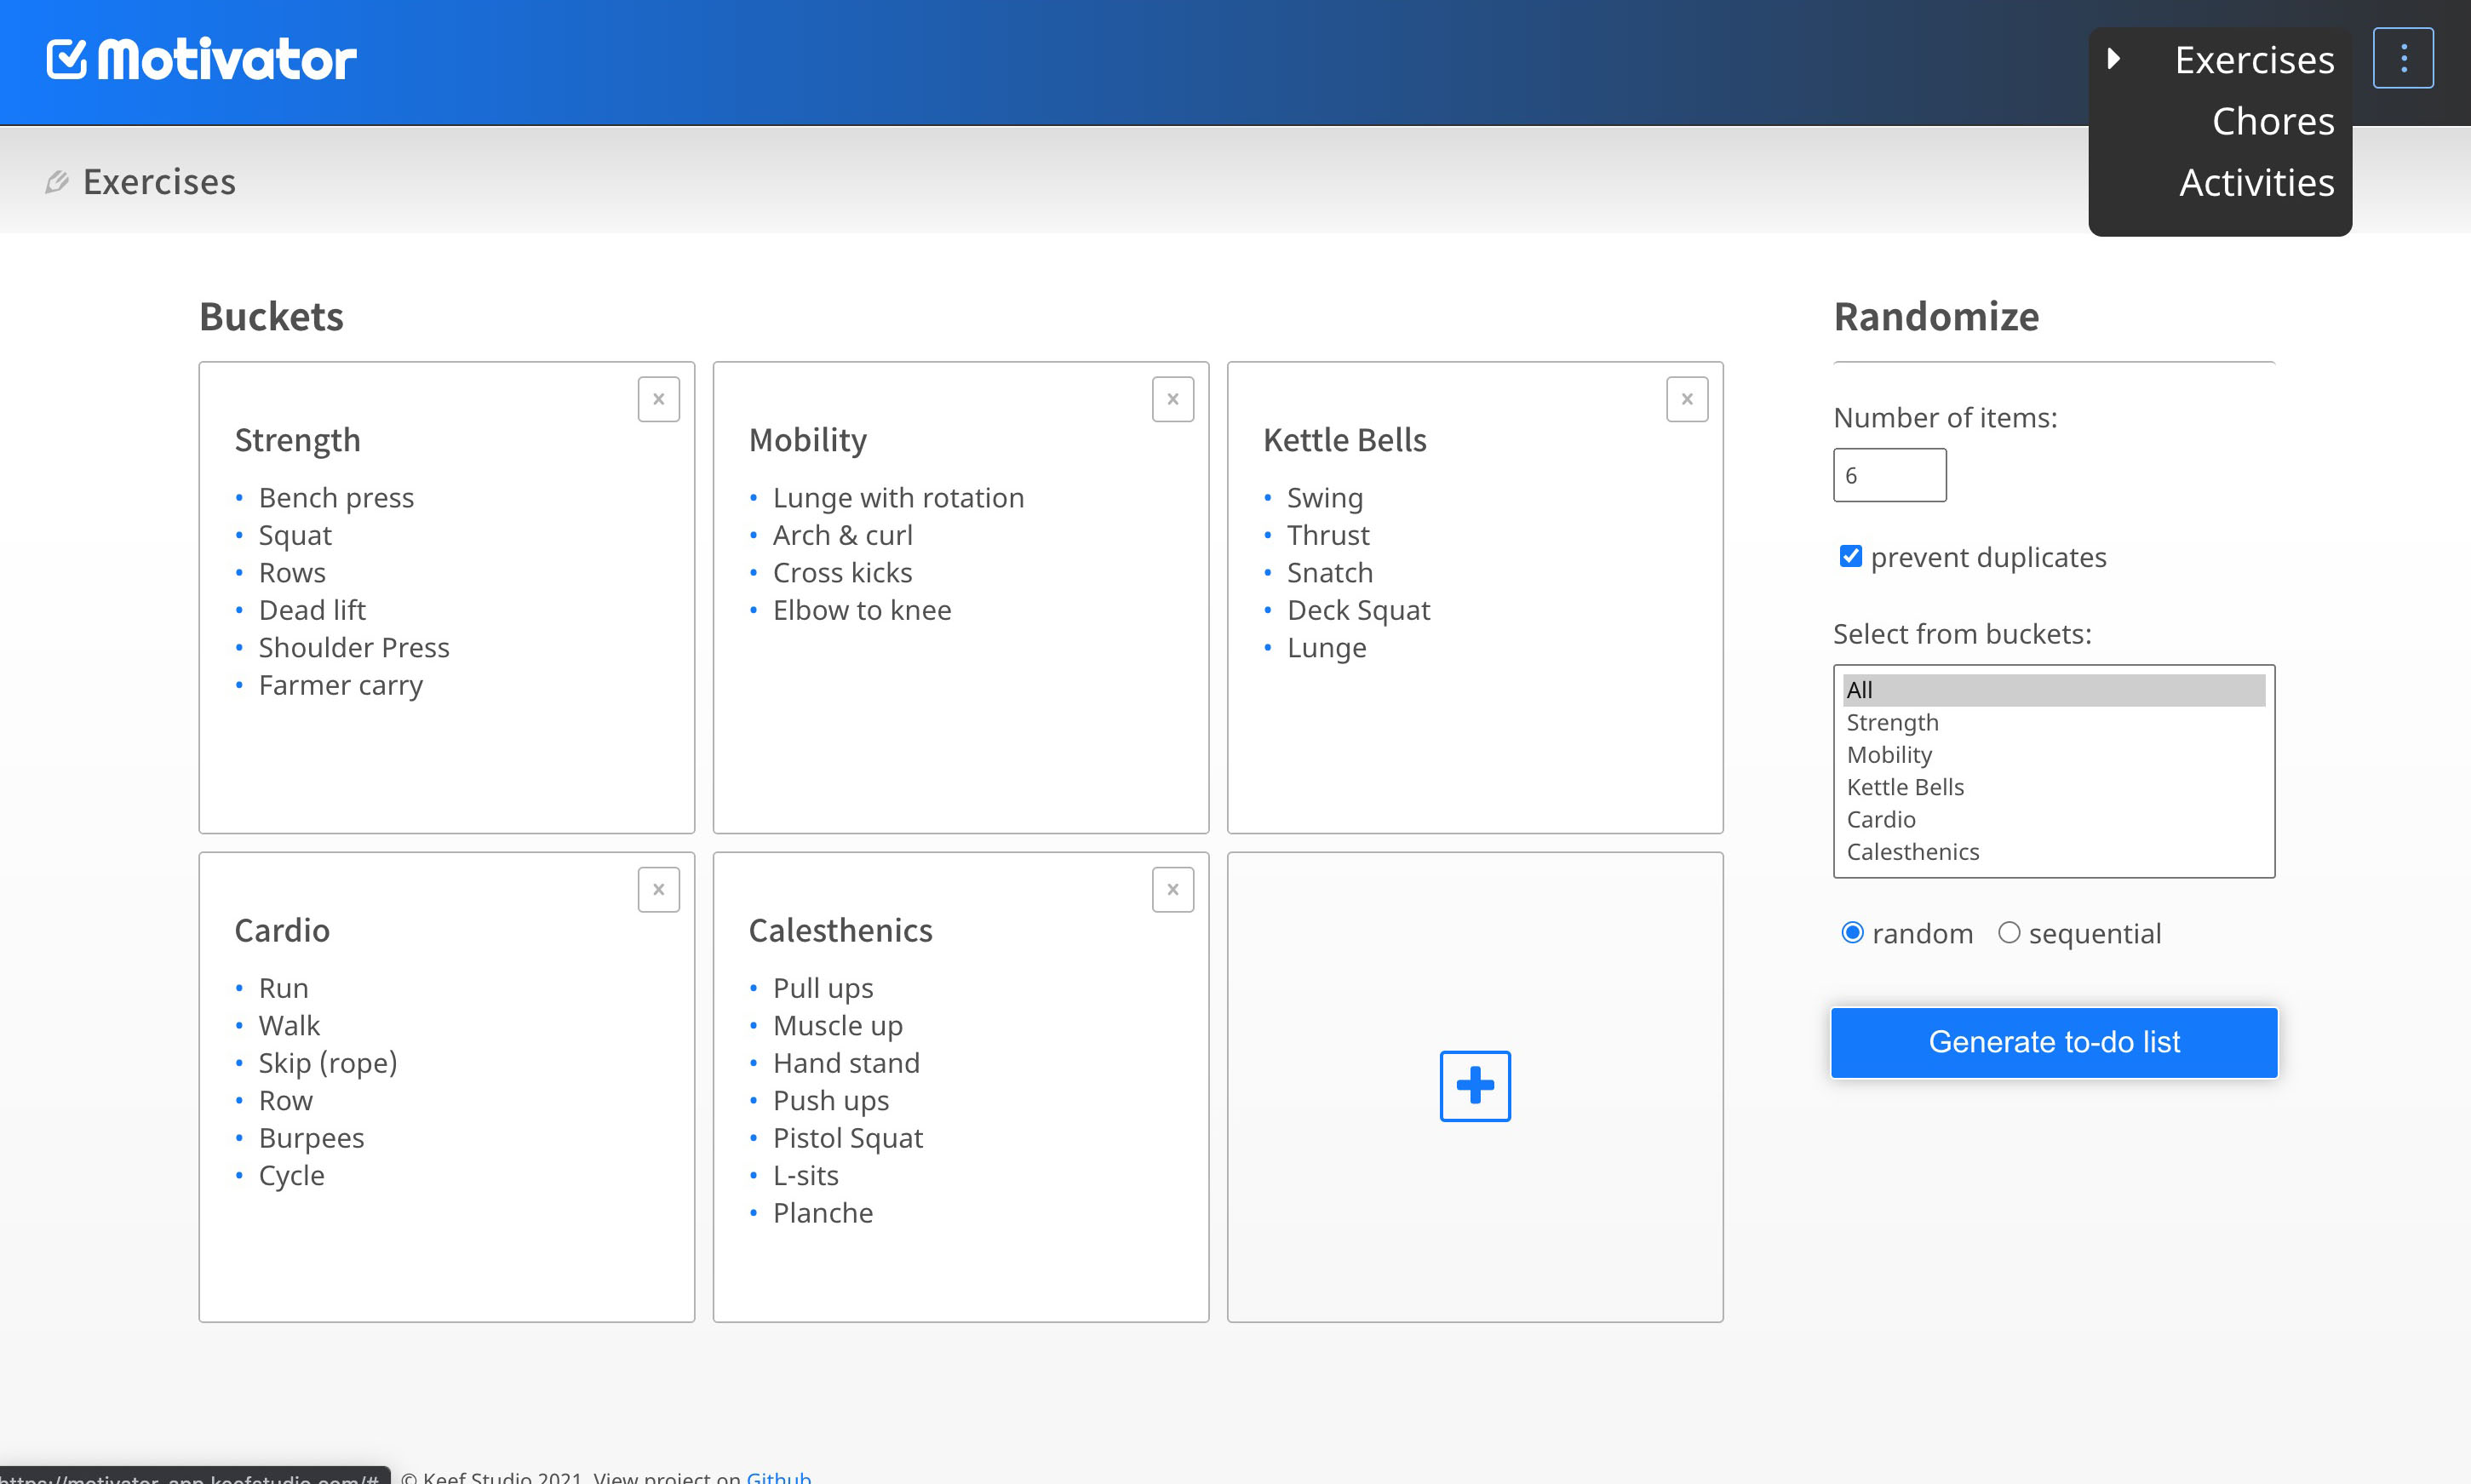 Motivator
Exercises
Chores
Activities
Exercises
Buckets
Strength
Bench press
Squat
Rows
Dead lift
Shoulder Press
Farmer carry
Mobility
Lunge with rotation
Arch & curl
Cross kicks
Elbow to knee
Kettle Bells
Swing
Thrust
Snatch
Deck Squat
Lunge
Cardio
Run
Walk
Skip (rope)
Row
Burpees
Cycle
Calesthenics
Pull ups
Muscle up
Hand stand
Push ups
Pistol Squat
L-sits
Planche
Randomize
Number of items:
6
prevent duplicates
Select from buckets:
All
Strength
Mobility
Kettle Bells
Cardio
Calesthenics
random
sequential
Generate to-do list
https://motivator-app.keefstudio.com/#
© Keef Studio 2021. View project on Github